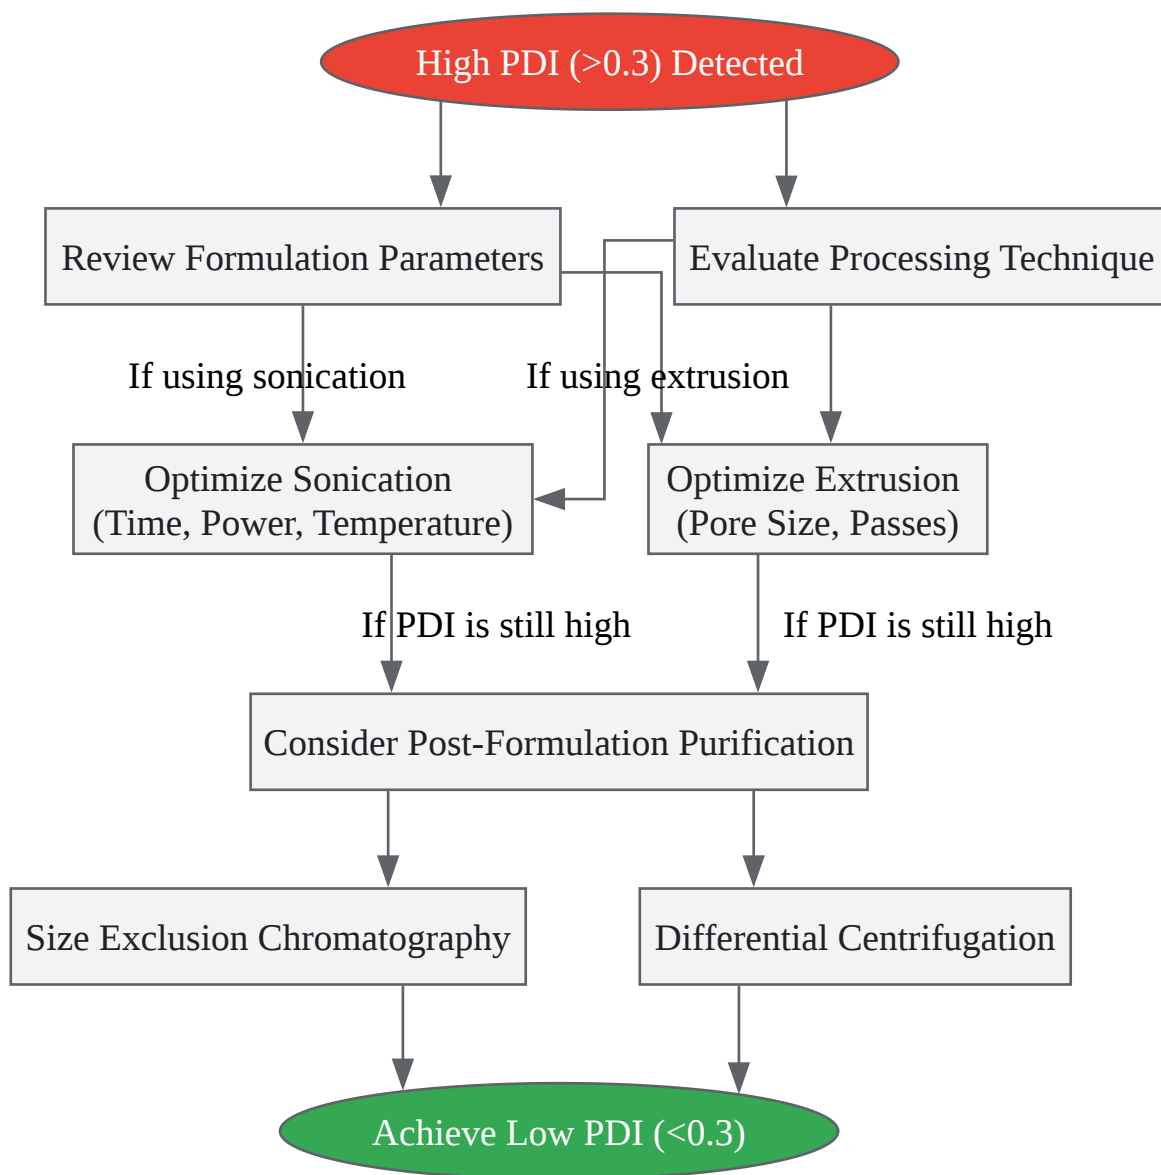 High PDI (>0.3) Detected
Review Formulation Parameters
Evaluate Processing Technique
If using sonication
If using extrusion
Optimize Sonication
(Time, Power, Temperature)
Optimize Extrusion
(Pore Size, Passes)
If PDI is still high
If PDI is still high
Consider Post-Formulation Purification
Size Exclusion Chromatography
Differential Centrifugation
Achieve Low PDI (<0.3)